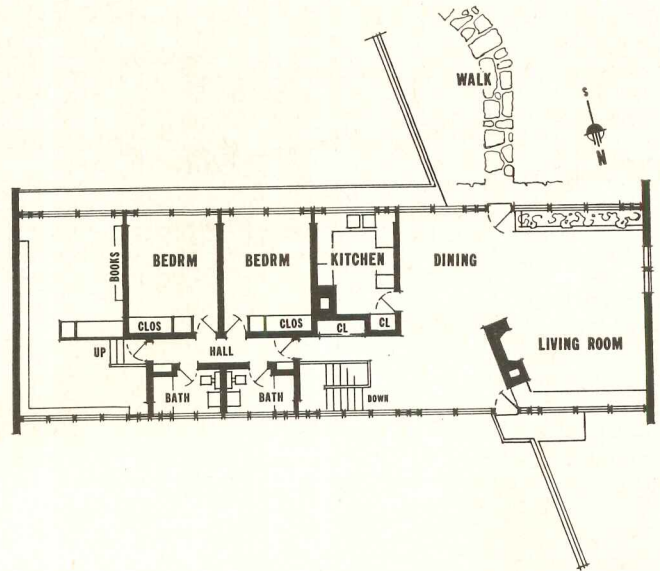 WALK
S
N
BOOKS
BEDRM
BEDRM
KITCHEN
DINING
CLOS
CLOS
CL
CL
UP
HALL
LIVING ROOM
BATH
BATH
DOWN